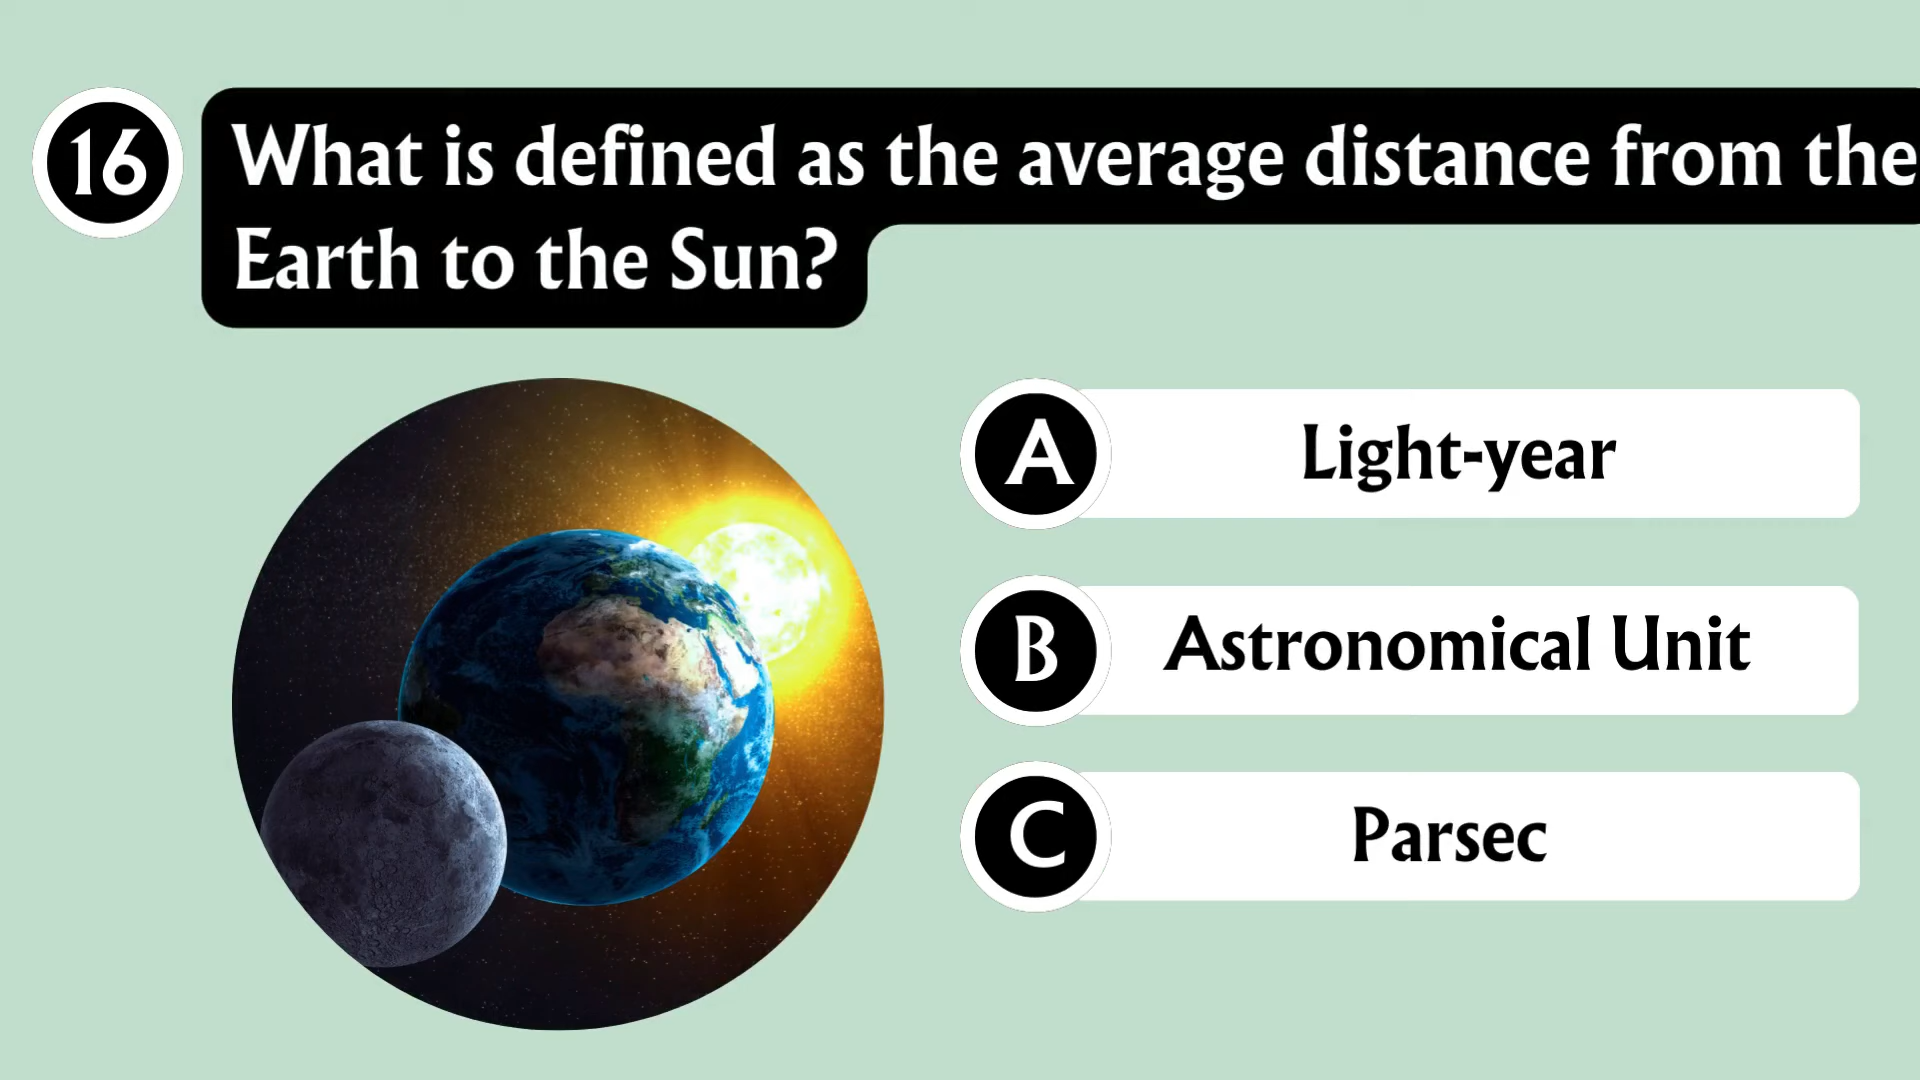 16
What is defined as the average distance from the
Earth to the Sun?
A
Light-year
B
Astronomical Unit
C
Parsec